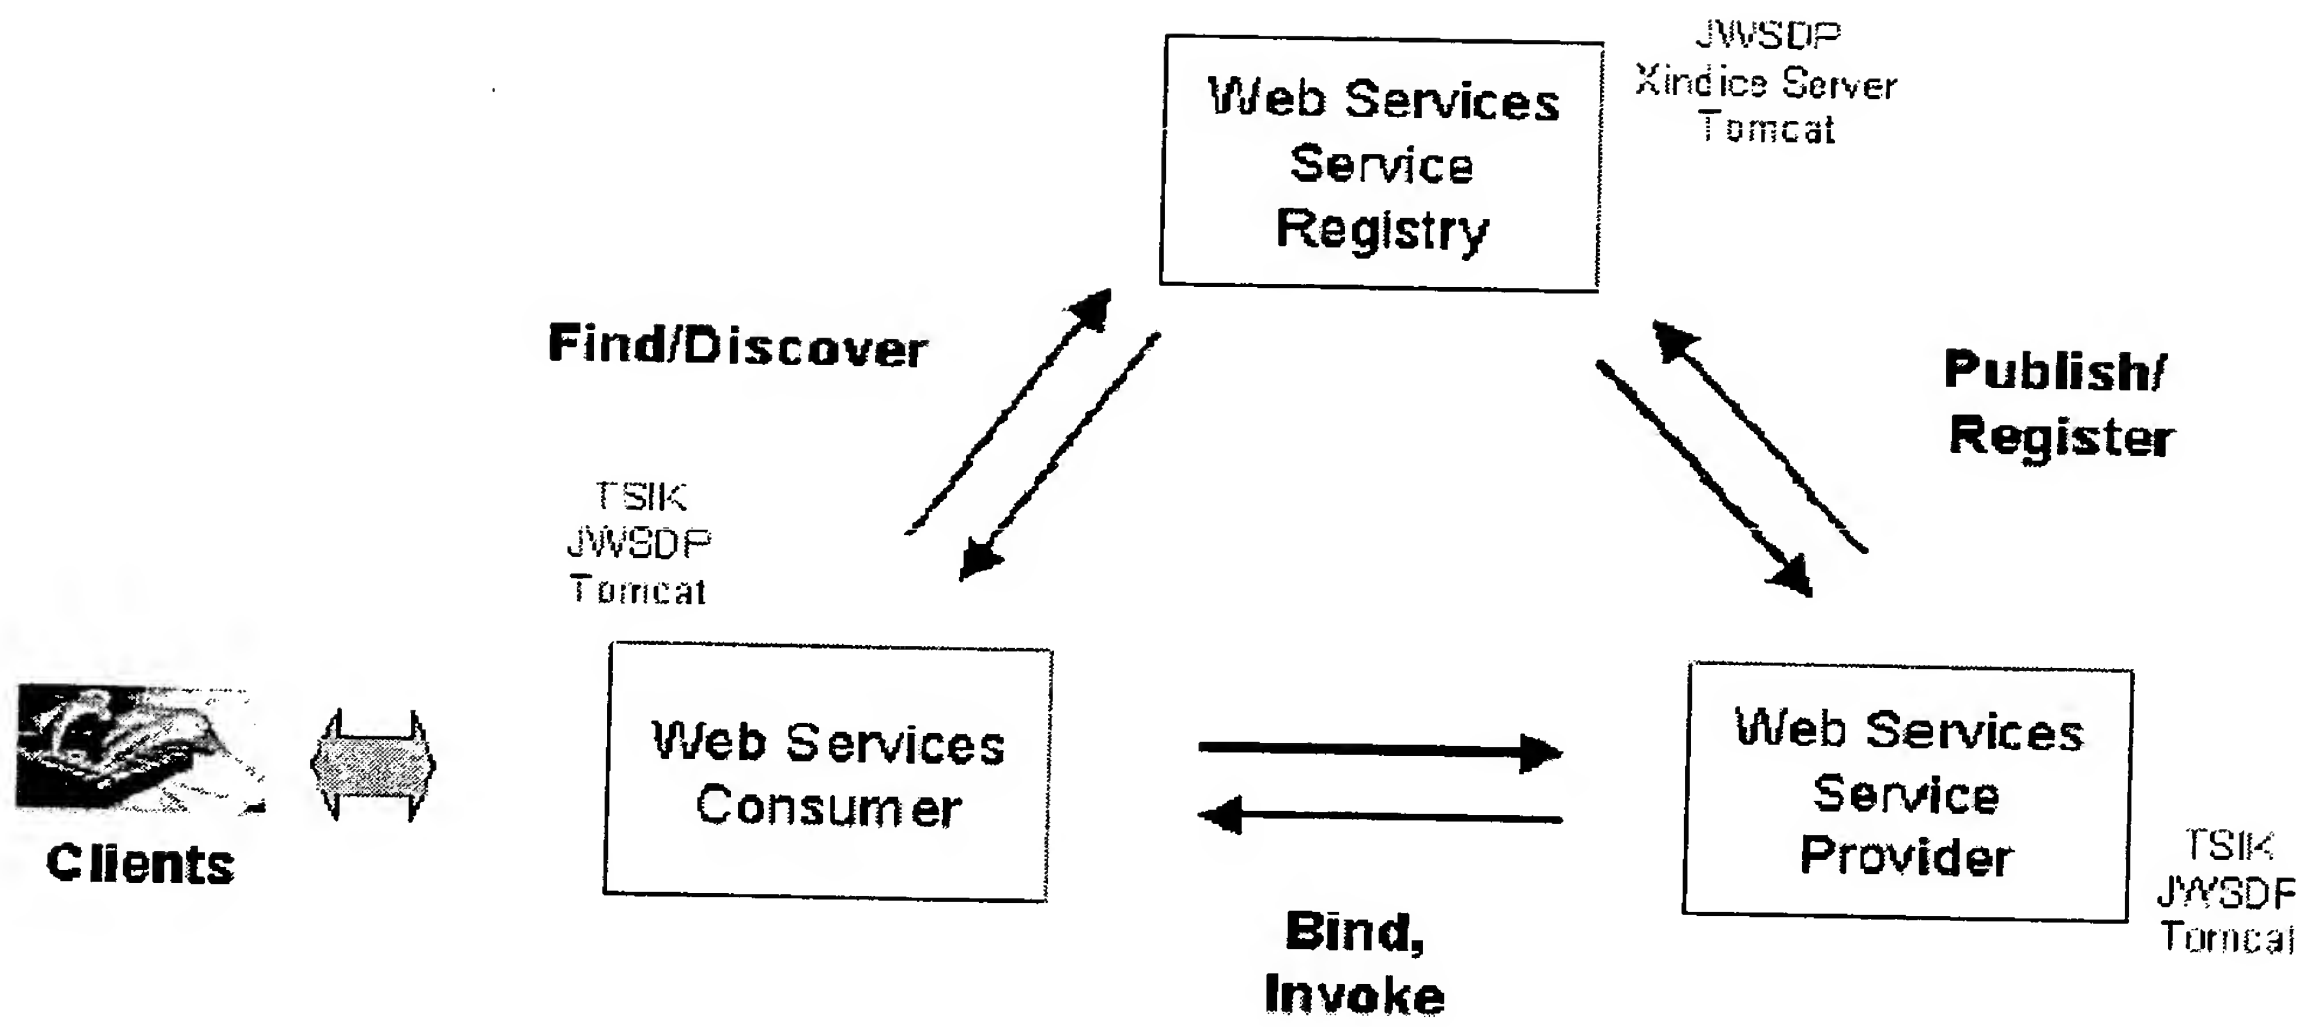 JWSDP
Xindice Server
Tomcat
Web Services
Service
Registry
Find/Discover
Publish/
Register
TSIK
JWSDP
Tomcat
Web Services
Consumer
Clients
Web Services
Service
Provider
TSIK
JWSDP
Tomcat
Bind,
Invoke